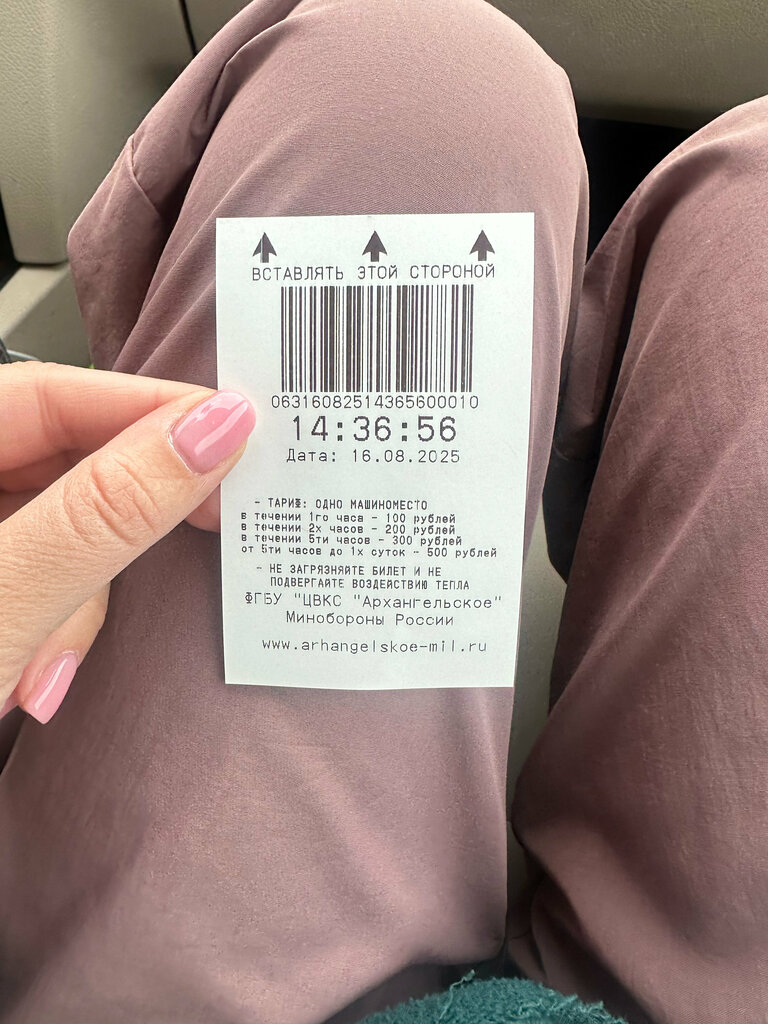 ВСТАВЛЯТЬ ЭТОЙ СТОРОНОЙ
06316082514365600010
14:36:56
Дата: 16.08.2025
- ТАРИФ: ОДНО МАШИНОМЕСТО
в течении 1го часа - 100 рублей
в течении 2х часов - 200 рублей
в течении 5ти часов - 300 рублей
от 5ти часов до 1х суток - 500 рублей
- НЕ ЗАГРЯЗНЯЙТЕ БИЛЕТ И НЕ
ПОДВЕРГАЙТЕ ВОЗДЕЙСТВИЮ ТЕПЛА
ФГБУ "ЦВКС "Архангельское"
Минобороны России
www.arhangelskoe-mil.ru